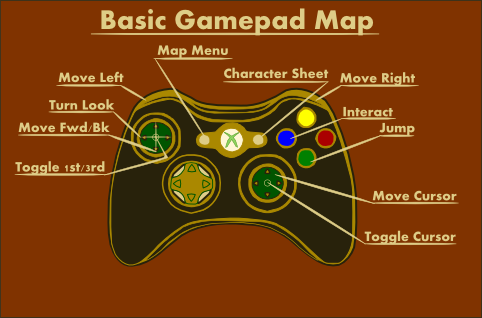 Basic Gamepad Map
Map Menu
Character Sheet
Move Left
Move Right
Turn Look
Interact
Move Fwd/Bk
Jump
Toggle 1st/3rd
Move Cursor
Toggle Cursor